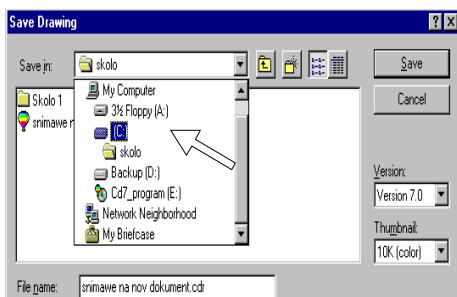 Save Drawing
Save in: skolo
Save
My Computer
Skolo 1
3½ Floppy (A:)
Cancel
snimawe n
(C:)
skolo
Backup (D:)
Version:
Cd7_program (E:)
Version 7.0
Network Neighborhood
My Briefcase
Thumbnail:
10K (color)
File name: snimawe na nov dokument.cdr